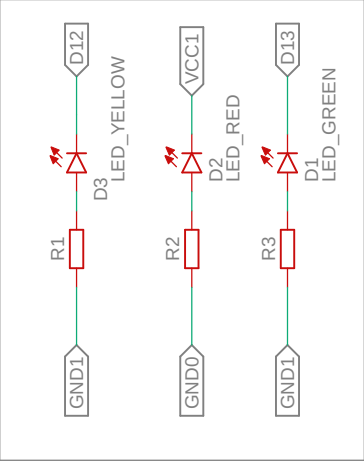 D12
VCC1
D13
LED_YELLOW
D3
LED_RED
D2
LED_GREEN
D1
R1
R2
R3
GND1
GND0
GND1